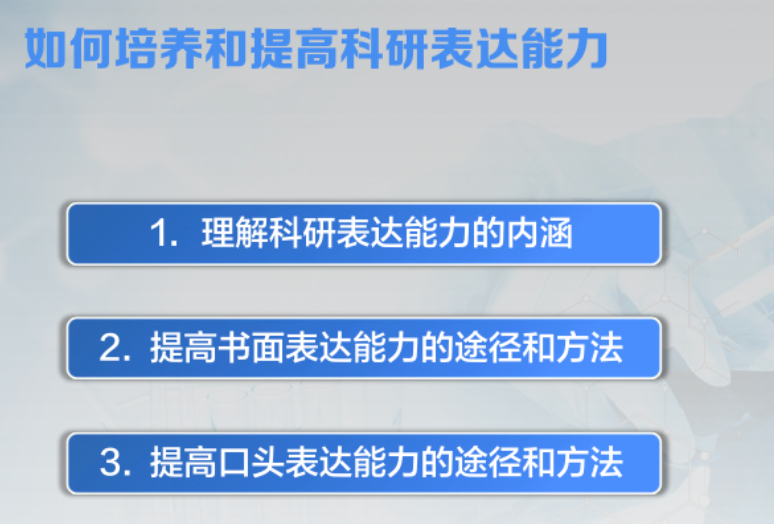 如何培养和提高科研表达能力
1. 理解科研表达能力的内涵
2. 提高书面表达能力的途径和方法
3. 提高口头表达能力的途径和方法